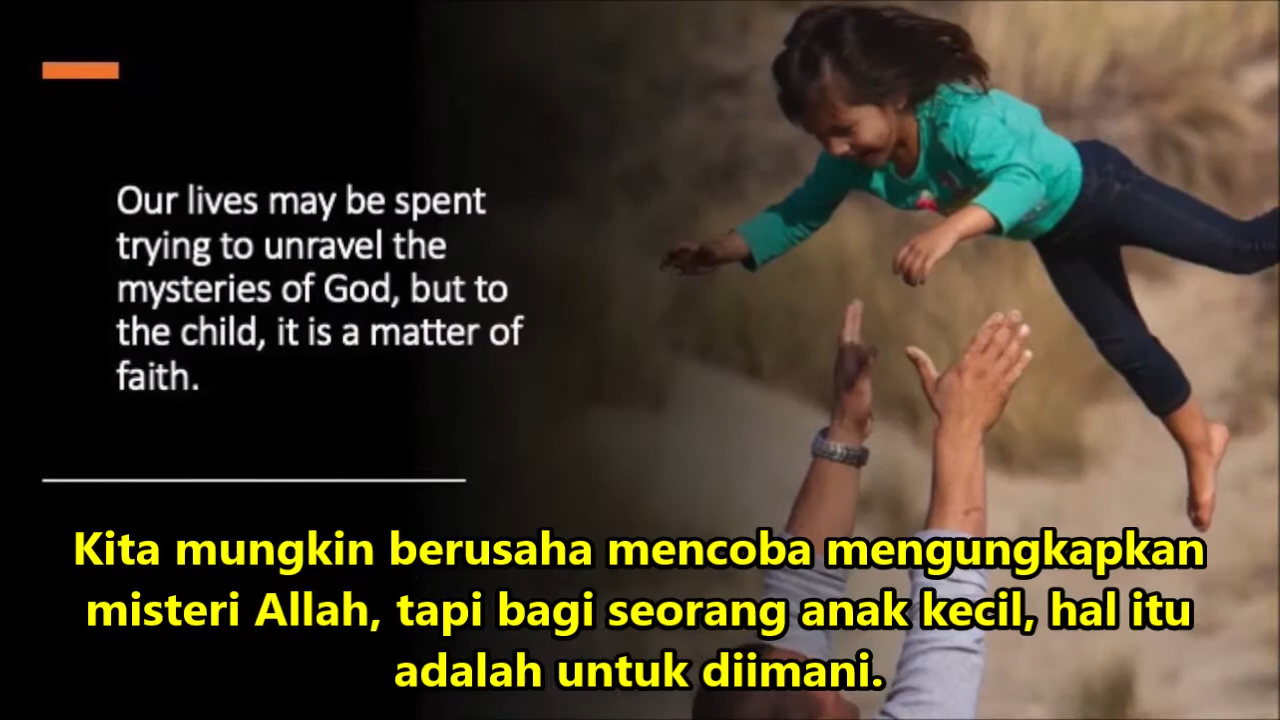 Our lives may be spent
trying to unravel the
mysteries of God, but to
the child, it is a matter of
faith.
Kita mungkin berusaha mencoba mengungkapkan
misteri Allah, tapi bagi seorang anak kecil, hal itu
adalah untuk diimani.